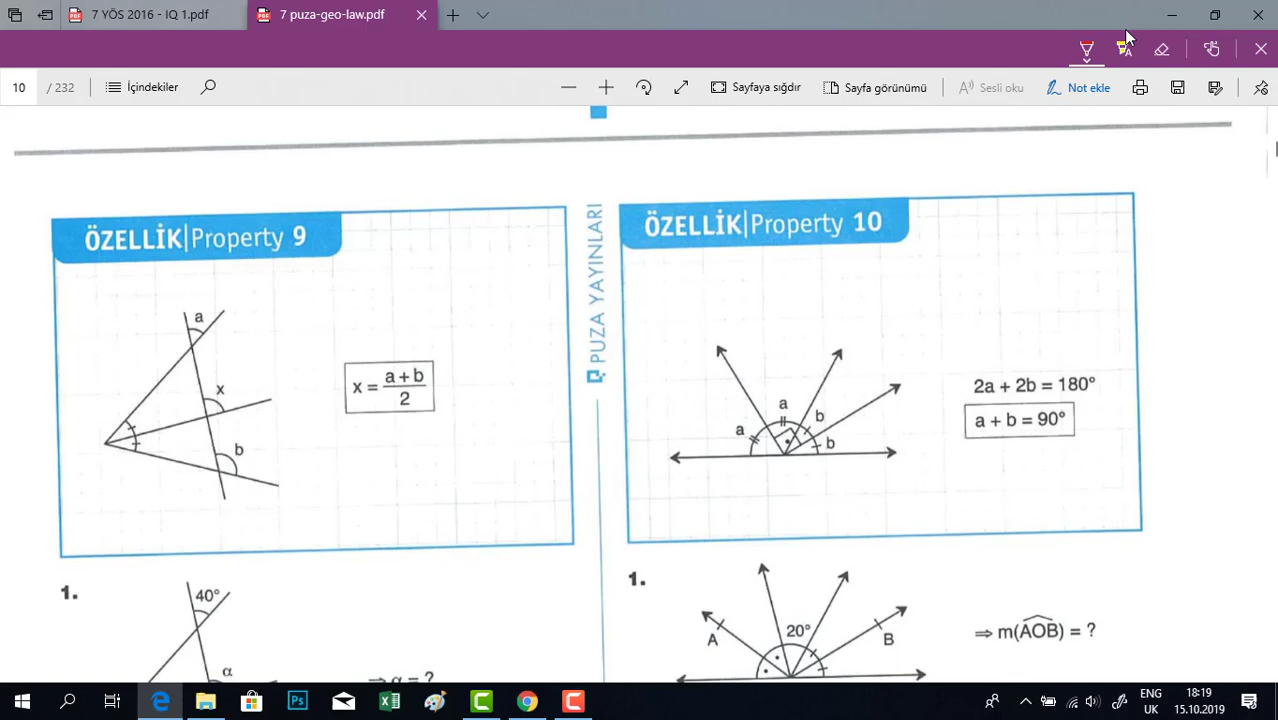 7 YÖS 2016 - IQ 1.pdf
7 puza-geo-law.pdf
10 / 232
İçindekiler
Sayfaya sığdır
Sayfa görünümü
Sesli oku
Not ekle
ÖZELLİK|Property 9
a
x
b
x = a + b
2
PUZA YAYINLARI
ÖZELLİK|Property 10
a
a
b
b
2a + 2b = 180°
a + b = 90°
1.
40°
α
⇒ α = ?
1.
A
20°
B
⇒ m(AOB) = ?
ENG
UK
18:19
15.10.2019